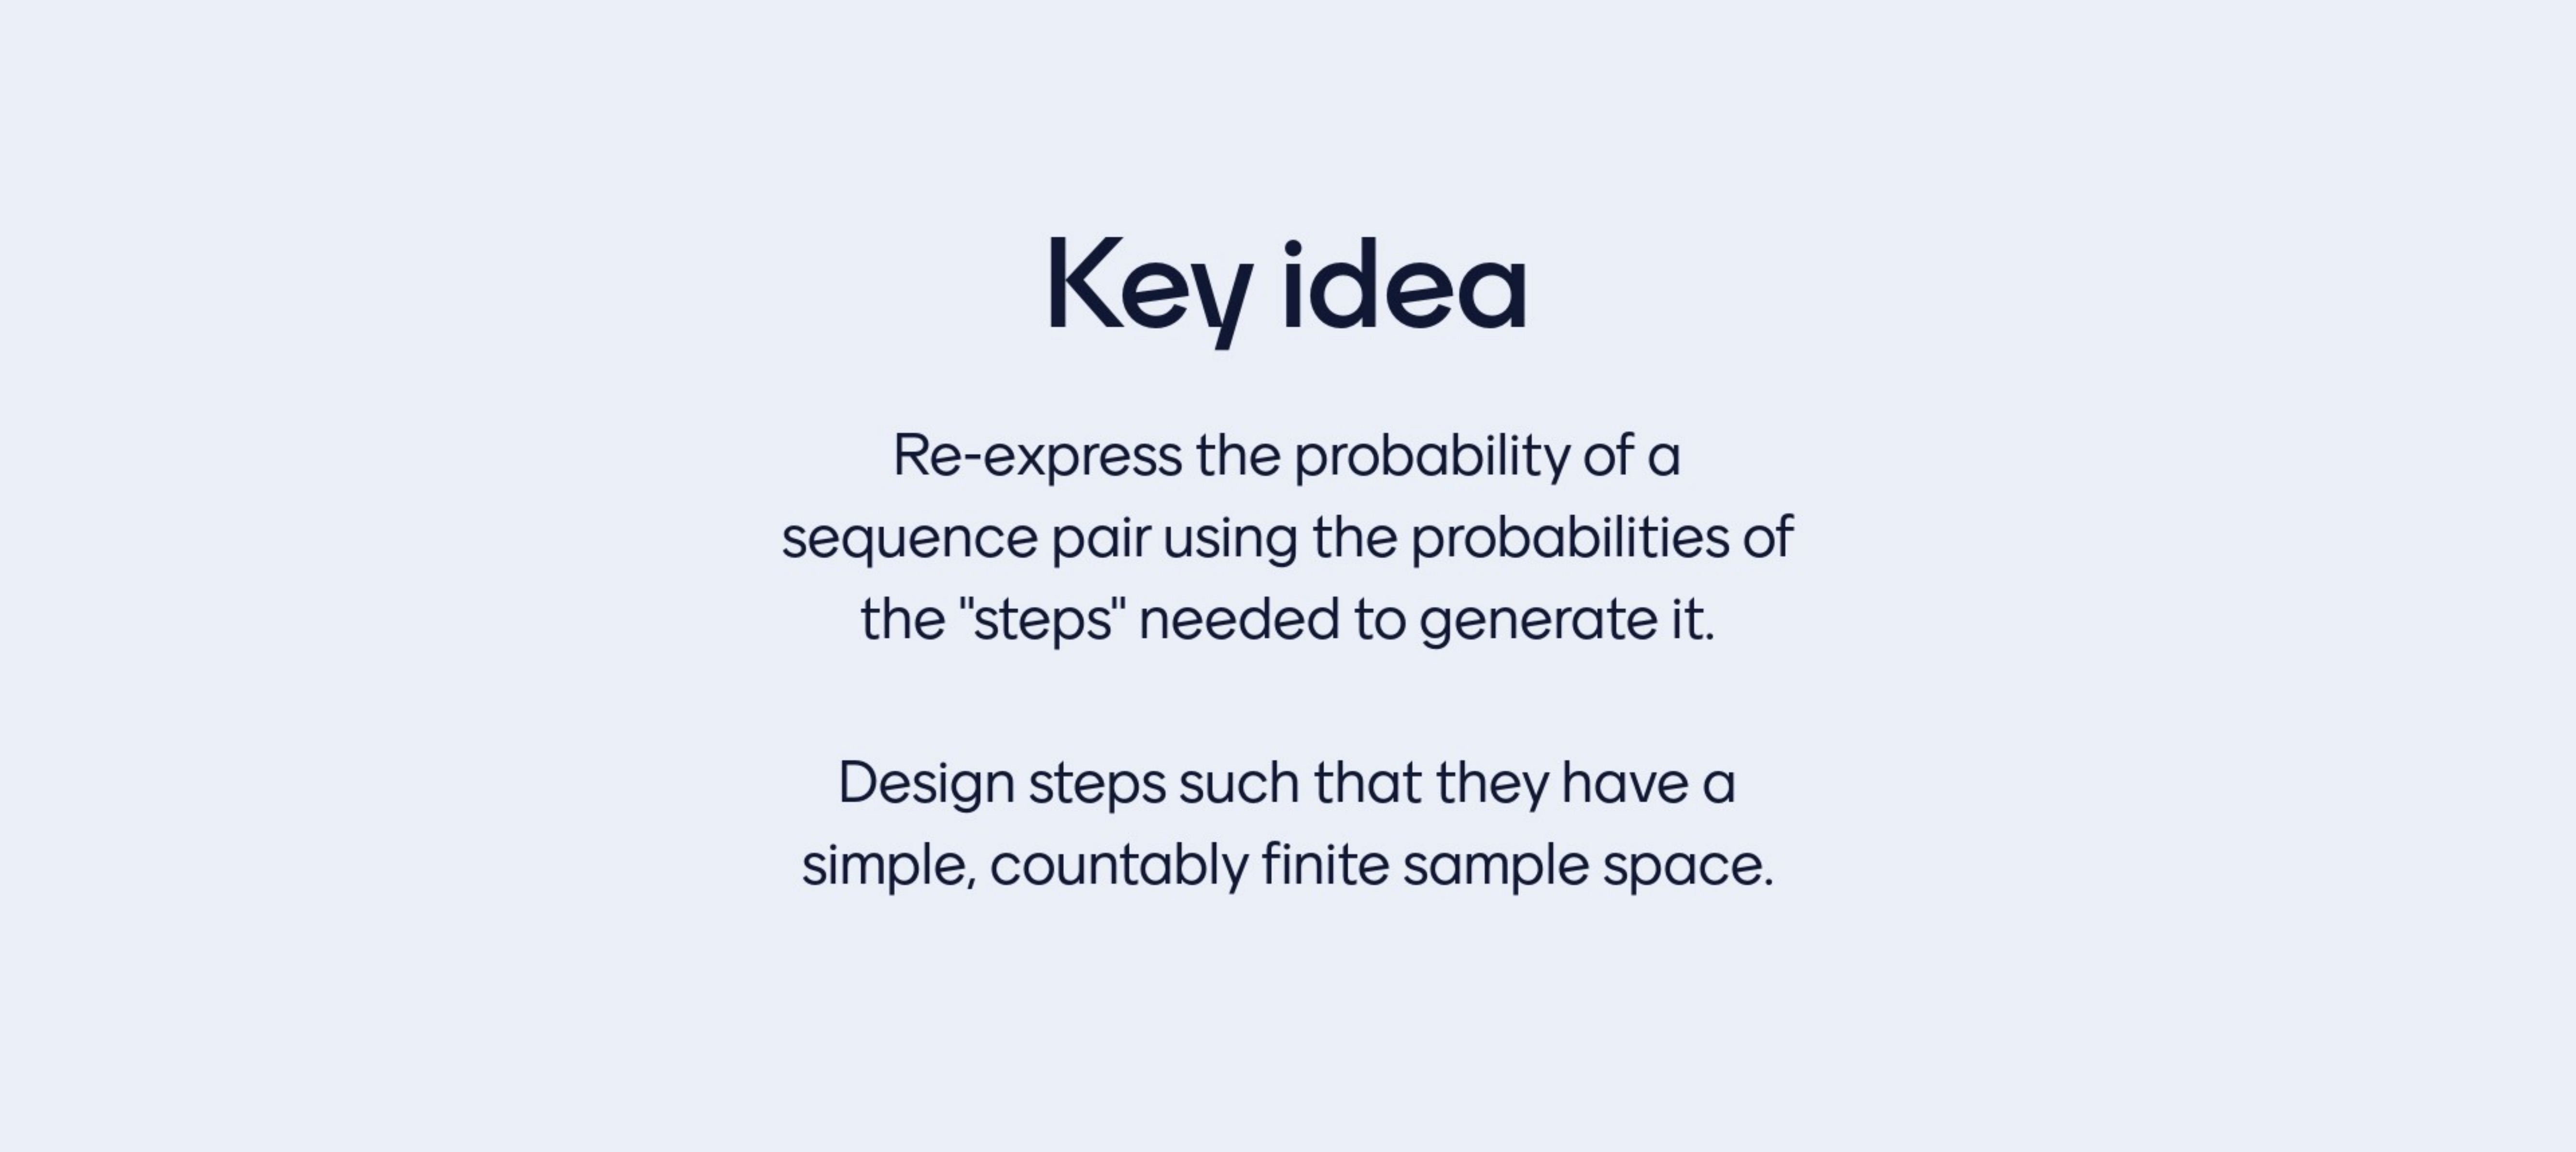 Key idea
Re-express the probability of a
sequence pair using the probabilities of
the "steps" needed to generate it.
Design steps such that they have a
simple, countably finite sample space.